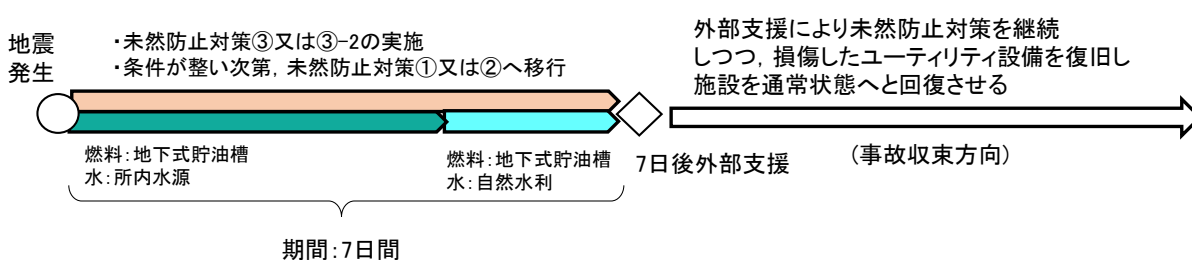 地震
発生
・未然防止対策③又は③-2の実施
・条件が整い次第，未然防止対策①又は②へ移行
外部支援により未然防止対策を継続
しつつ，損傷したユーティリティ設備を復旧し
施設を通常状態へと回復させる
燃料：地下式貯油槽
水：所内水源
燃料：地下式貯油槽
水：自然水利
7日後外部支援
(事故収束方向)
期間：7日間